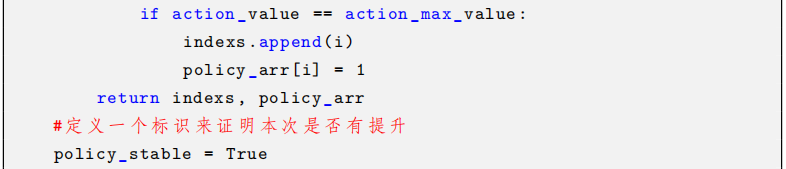 if action_value == action_max_value:
indexs.append(i)
policy_arr[i] = 1
return indexs, policy_arr
#定义一个标识来证明本次是否有提升
policy_stable = True